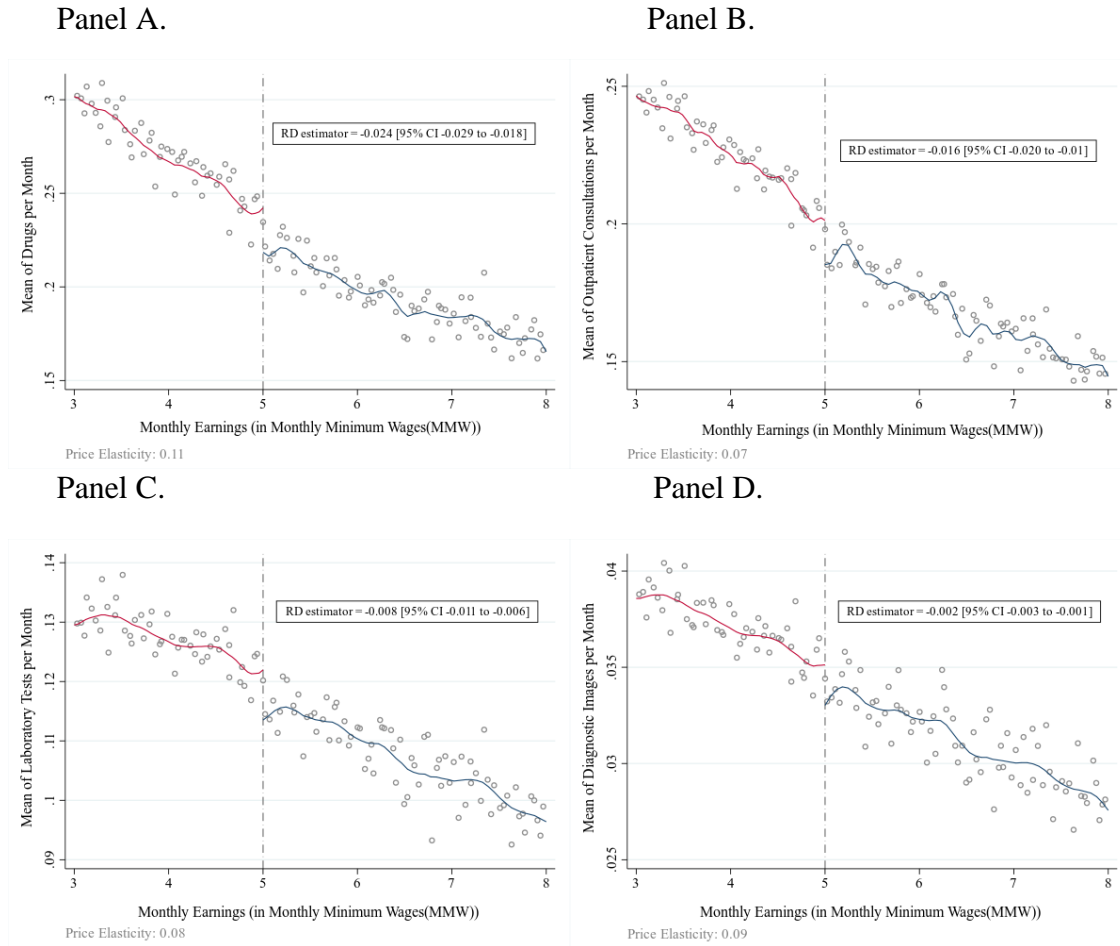 Panel A.
Panel B.
Mean of Drugs per Month
.3
.25
.2
.15
RD estimator = -0.024 [95% CI -0.029 to -0.018]
3 4 5 6 7 8
Monthly Earnings (in Monthly Minimum Wages(MMW))
Price Elasticity: 0.11
Mean of Outpatient Consultations per Month
.25
.2
.15
RD estimator = -0.016 [95% CI -0.020 to -0.01]
3 4 5 6 7 8
Monthly Earnings (in Monthly Minimum Wages(MMW))
Price Elasticity: 0.07
Panel C.
Panel D.
Mean of Laboratory Tests per Month
.14
.13
.12
.11
.1
.09
RD estimator = -0.008 [95% CI -0.011 to -0.006]
3 4 5 6 7 8
Monthly Earnings (in Monthly Minimum Wages(MMW))
Price Elasticity: 0.08
Mean of Diagnostic Images per Month
.04
.035
.03
.025
RD estimator = -0.002 [95% CI -0.003 to -0.001]
3 4 5 6 7 8
Monthly Earnings (in Monthly Minimum Wages(MMW))
Price Elasticity: 0.09